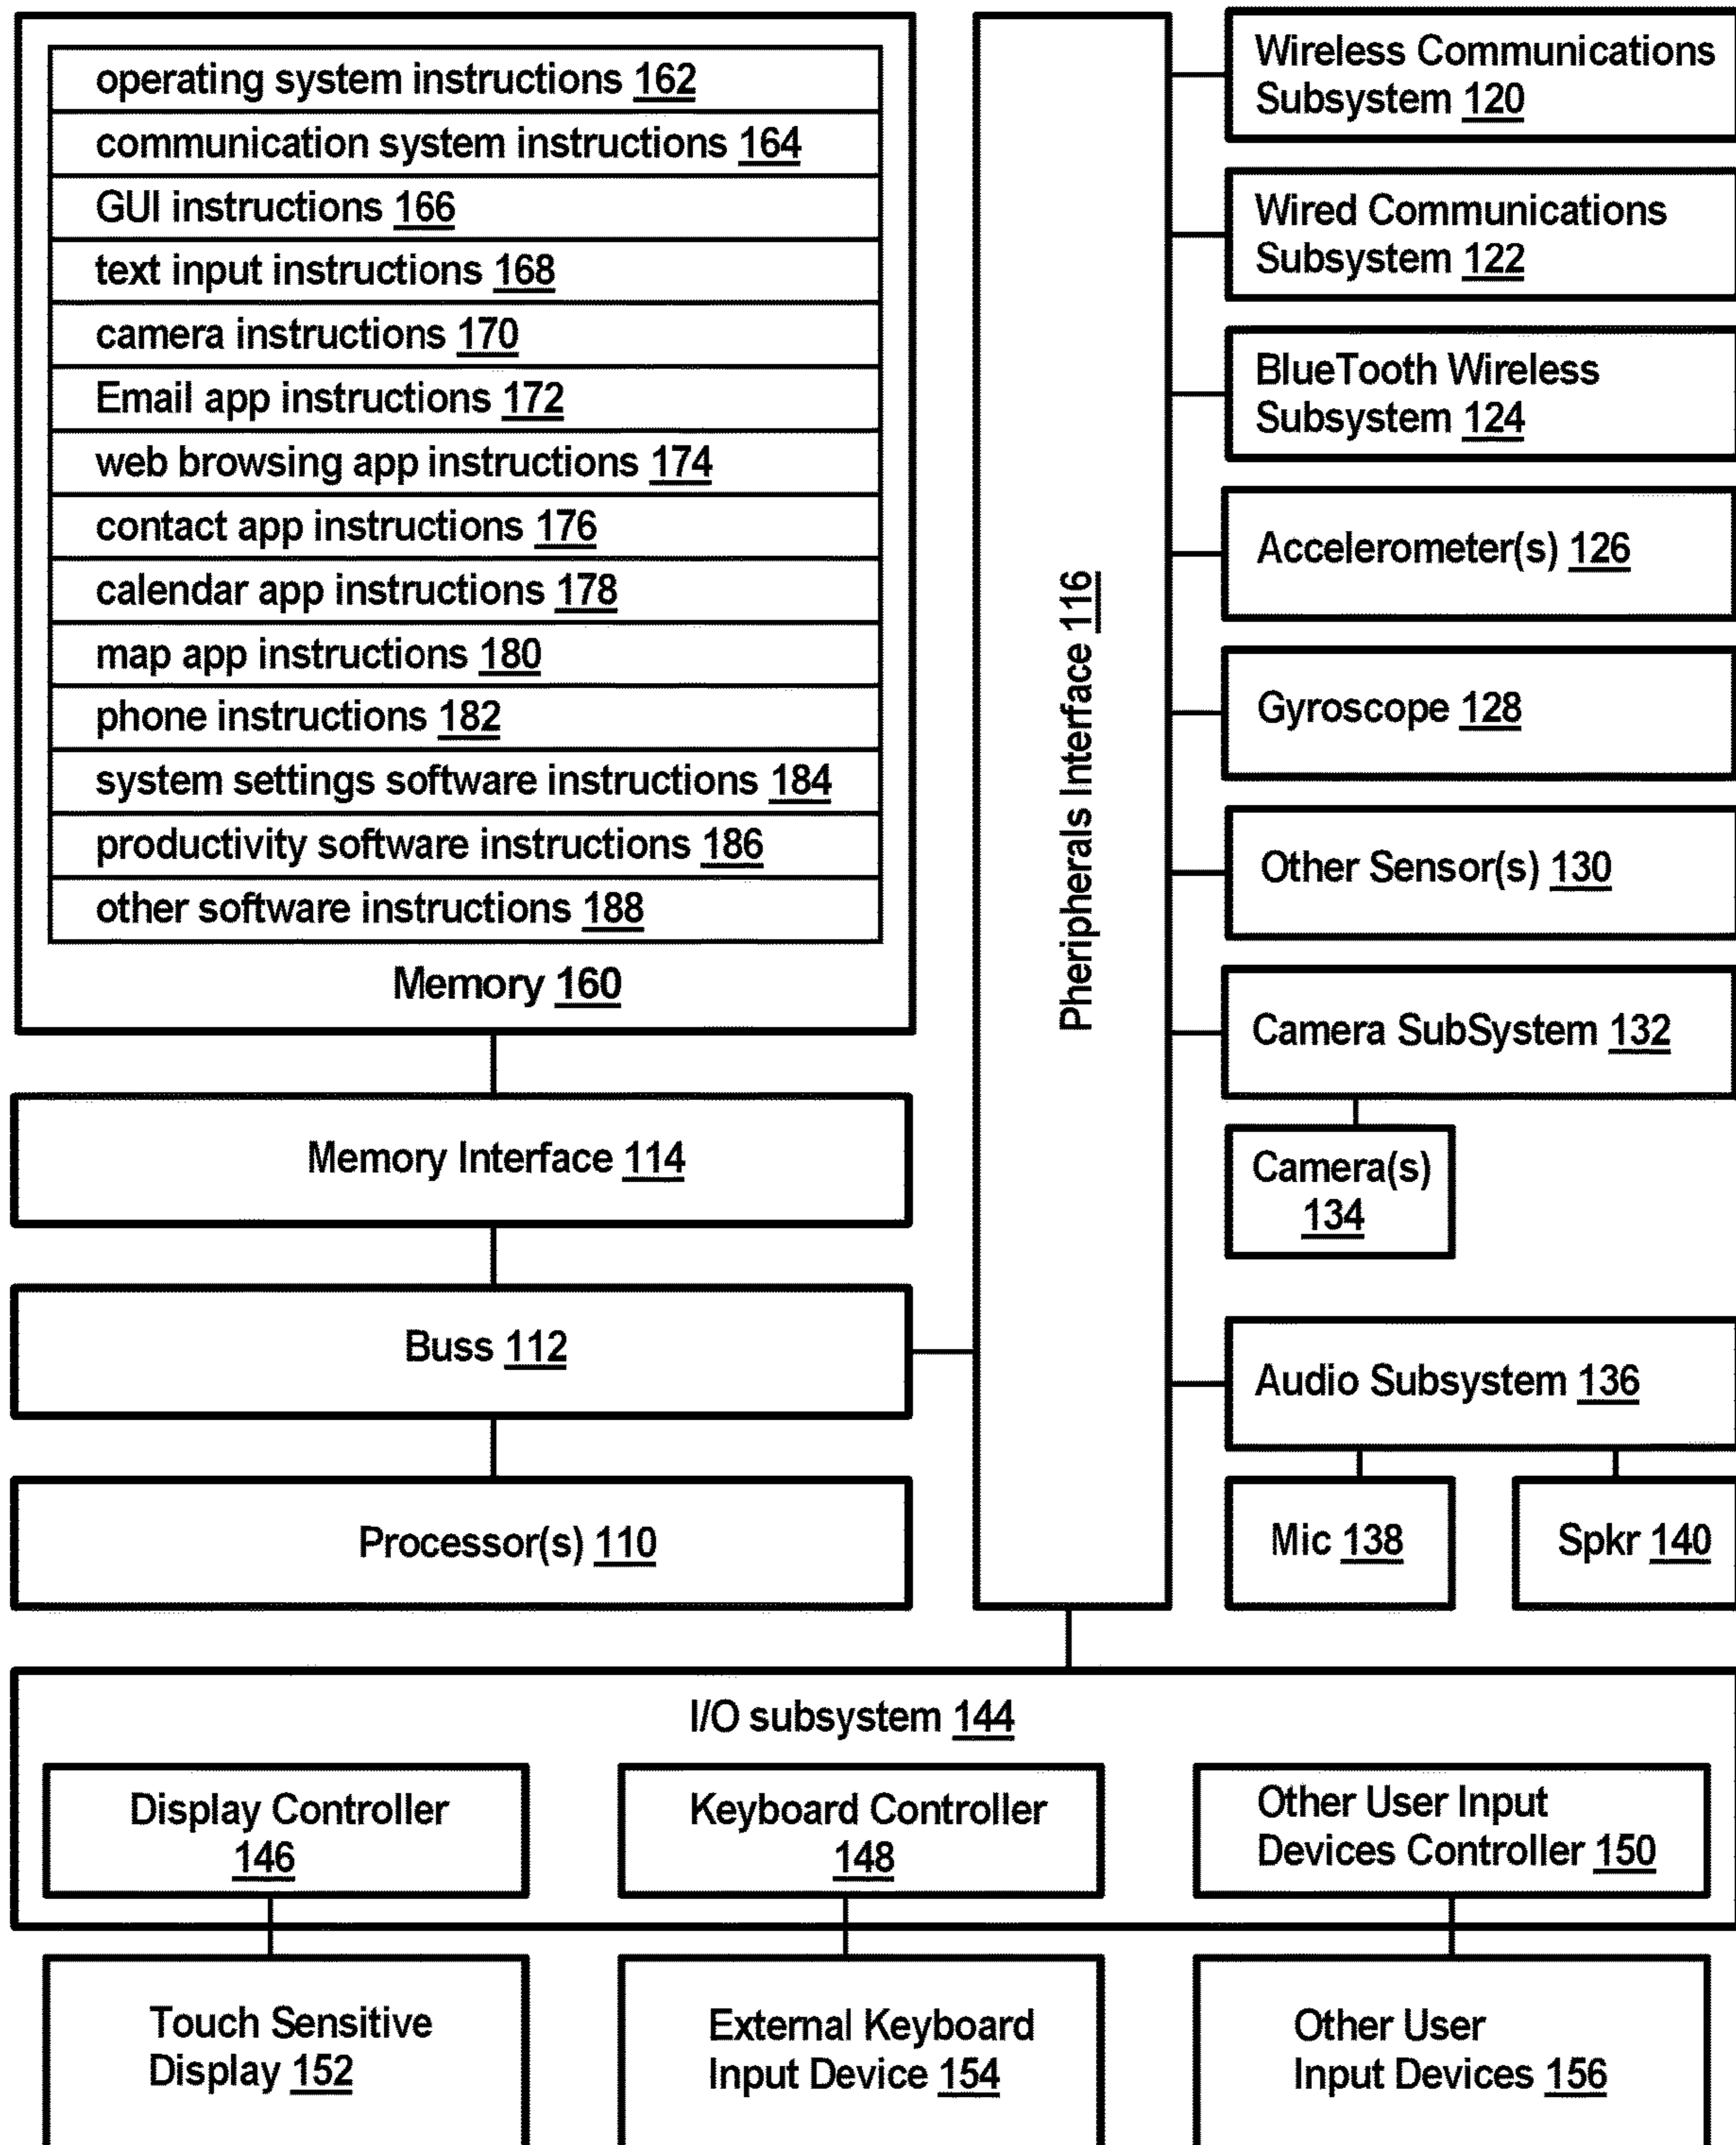 operating system instructions 162
communication system instructions 164
GUI instructions 166
text input instructions 168
camera instructions 170
Email app instructions 172
web browsing app instructions 174
contact app instructions 176
calendar app instructions 178
map app instructions 180
phone instructions 182
system settings software instructions 184
productivity software instructions 186
other software instructions 188
Memory 160
Memory Interface 114
Buss 112
Processor(s) 110
Pheripherals Interface 116
Wireless Communications
Subsystem 120
Wired Communications
Subsystem 122
BlueTooth Wireless
Subsystem 124
Accelerometer(s) 126
Gyroscope 128
Other Sensor(s) 130
Camera SubSystem 132
Camera(s)
134
Audio Subsystem 136
Mic 138
Spkr 140
I/O subsystem 144
Display Controller
146
Keyboard Controller
148
Other User Input
Devices Controller 150
Touch Sensitive
Display 152
External Keyboard
Input Device 154
Other User
Input Devices 156